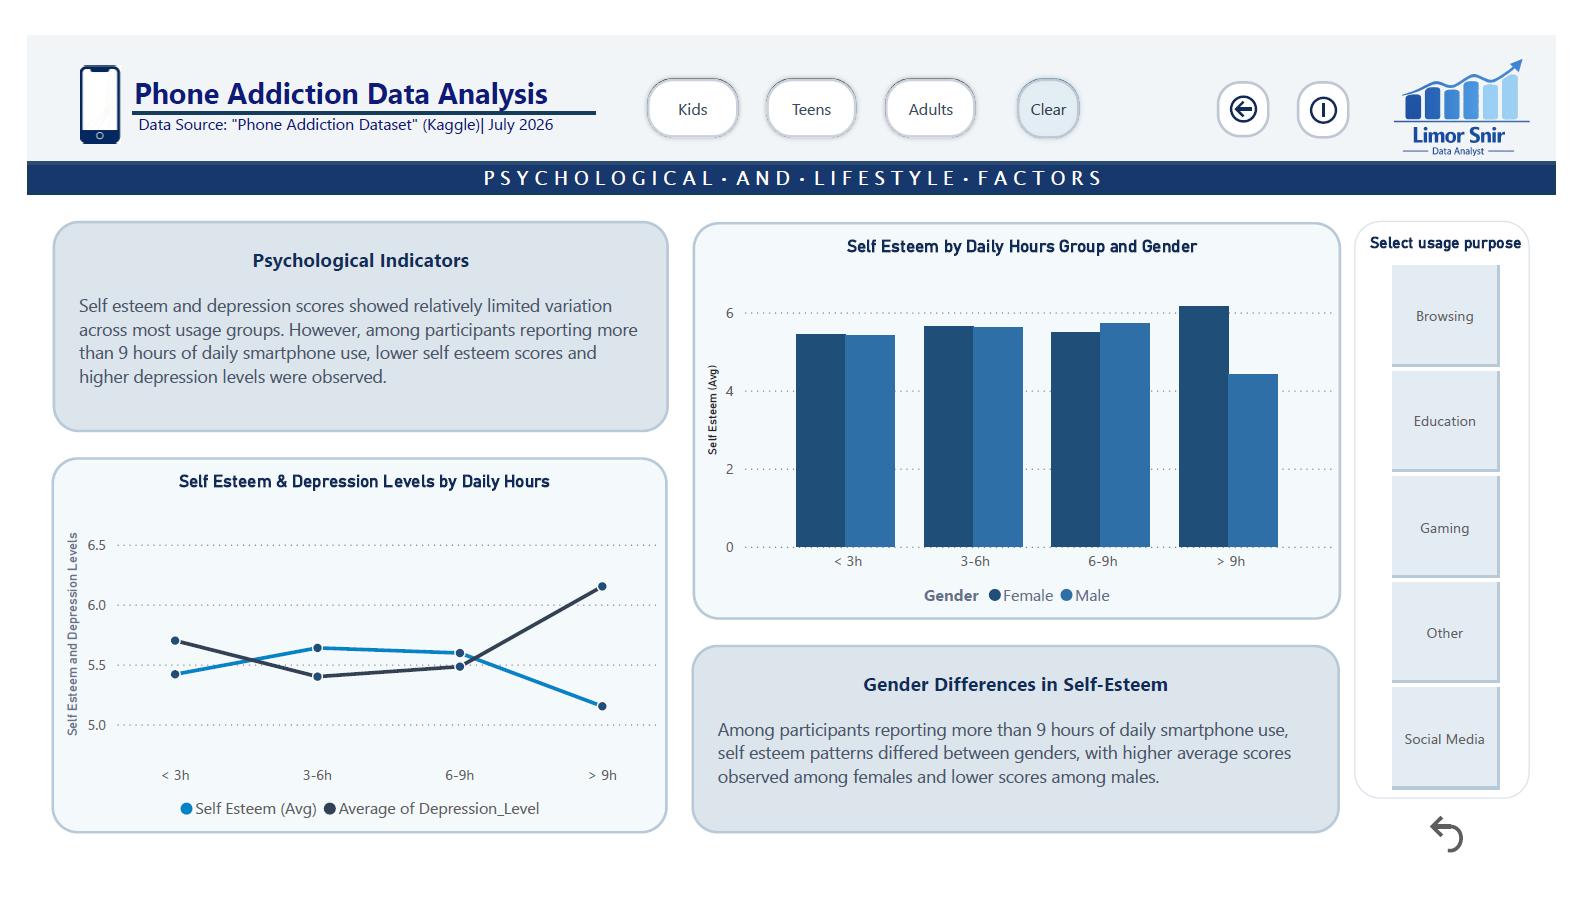 Phone Addiction Data Analysis
Data Source: "Phone Addiction Dataset" (Kaggle)| July 2026
Kids
Teens
Adults
Clear
Limor Snir
Data Analyst
PSYCHOLOGICAL·AND·LIFESTYLE·FACTORS
Psychological Indicators
Self esteem and depression scores showed relatively limited variation
across most usage groups. However, among participants reporting more
than 9 hours of daily smartphone use, lower self esteem scores and
higher depression levels were observed.
Self Esteem & Depression Levels by Daily Hours
Self Esteem and Depression Levels
6.5
6.0
5.5
5.0
< 3h
3-6h
6-9h
> 9h
Self Esteem (Avg)
Average of Depression_Level
Self Esteem by Daily Hours Group and Gender
Self Esteem (Avg)
6
4
2
0
< 3h
3-6h
6-9h
> 9h
Gender
Female
Male
Gender Differences in Self-Esteem
Among participants reporting more than 9 hours of daily smartphone use,
self esteem patterns differed between genders, with higher average scores
observed among females and lower scores among males.
Select usage purpose
Browsing
Education
Gaming
Other
Social Media